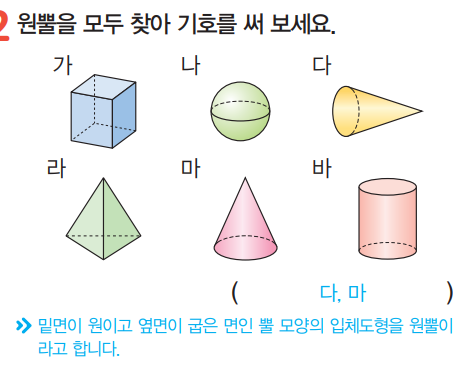 2 원뿔을 모두 찾아 기호를 써 보세요.
가 나 다
라 마 바
( 다, 마 )
밑면이 원이고 옆면이 굽은 면인 뿔 모양의 입체도형을 원뿔이
라고 합니다.